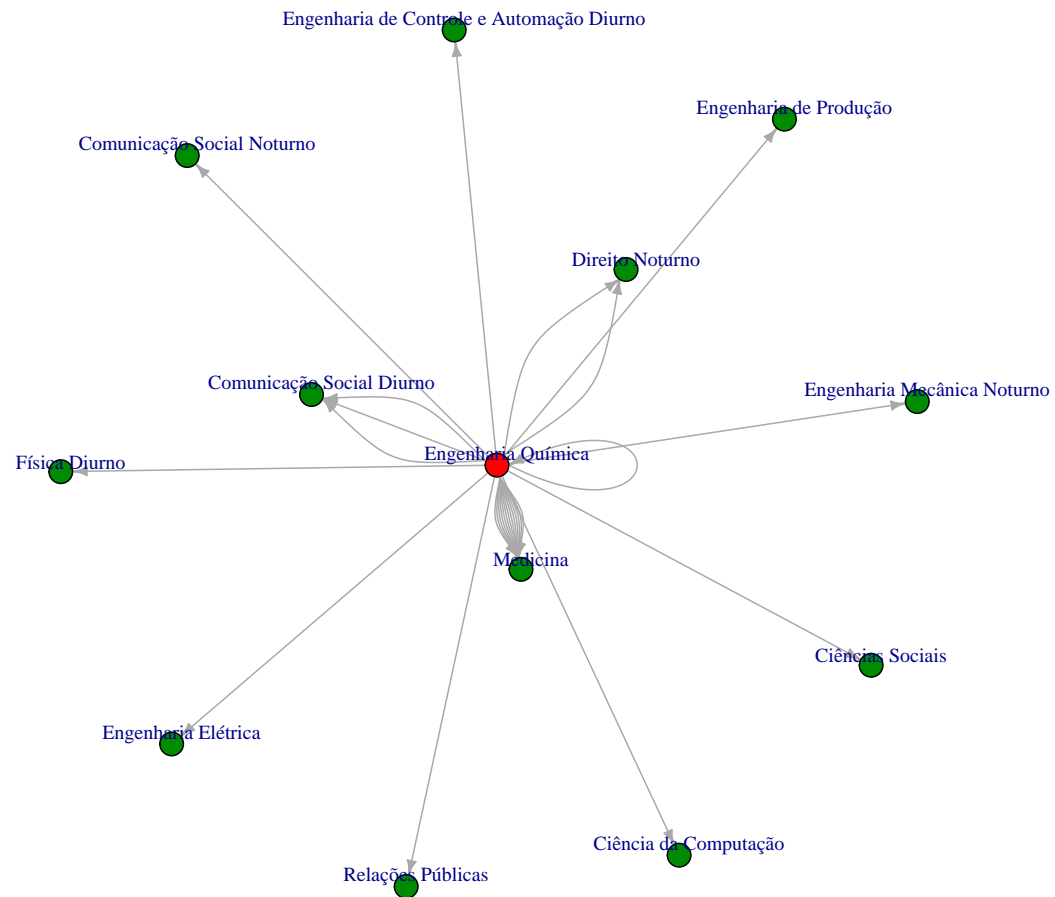 Engenharia de Controle e Automação Diurno
Engenharia de Produção
Comunicação Social Noturno
Direito Noturno
Comunicação Social Diurno
Engenharia Mecânica Noturno
Engenharia Química
Física Diurno
Medicina
Ciências Sociais
Engenharia Elétrica
Ciência da Computação
Relações Públicas